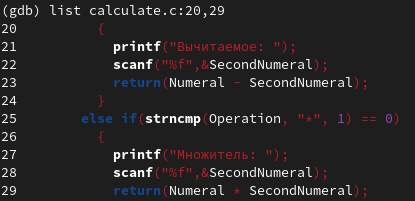 (gdb) list calculate.c:20,29
20 {
21 printf("Вычитаемое: ");
22 scanf("%f",&SecondNumeral);
23 return(Numeral - SecondNumeral);
24 }
25 else if(strncmp(Operation, "*", 1) == 0)
26 {
27 printf("Множитель: ");
28 scanf("%f",&SecondNumeral);
29 return(Numeral * SecondNumeral);